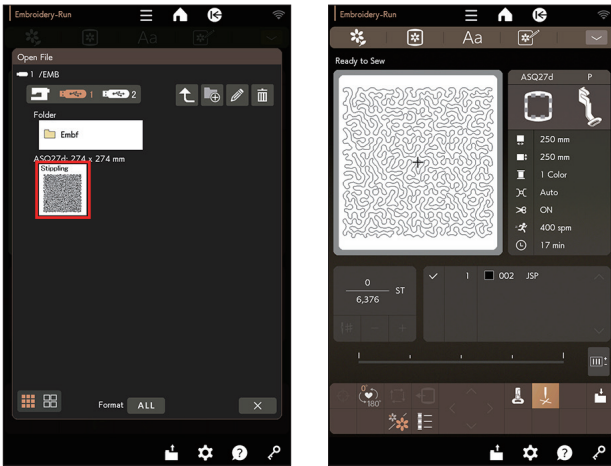 Embroidery-Run
Aa
Open File
1 /EMB
1
2
Folder
Embf
ASQ27d: 274 x 274 mm
Stippling
Format
ALL
Embroidery-Run
Aa
Ready to Sew
ASQ27d P
250 mm
250 mm
1 Color
Auto
ON
400 spm
17 min
0
6,376
ST
1 002 JSP
180°